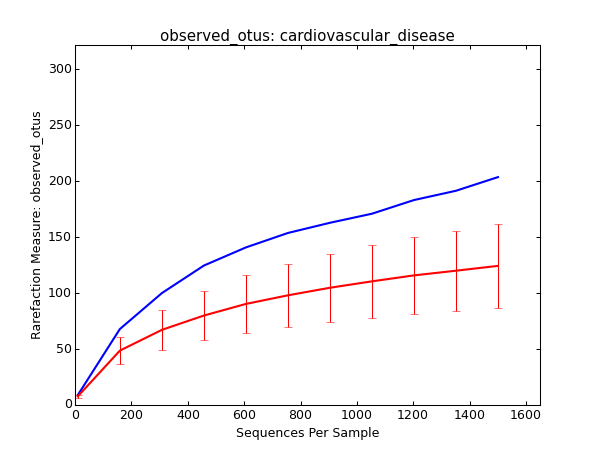 observed_otus: cardiovascular_disease
Rarefaction Measure: observed_otus
300
250
200
150
100
50
0
0 200 400 600 800 1000 1200 1400 1600
Sequences Per Sample